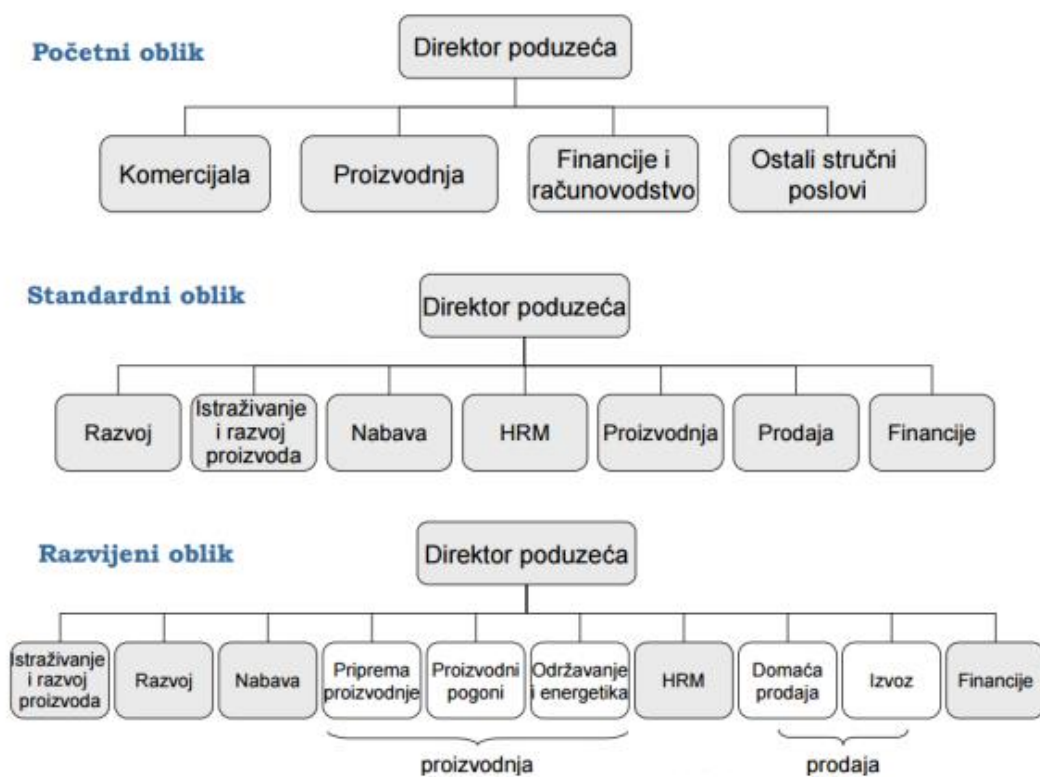 Početni oblik
Direktor poduzeća
Komercijala
Proizvodnja
Financije i
računovodstvo
Ostali stručni
poslovi
Standardni oblik
Direktor poduzeća
Razvoj
Istraživanje
i razvoj
proizvoda
Nabava
HRM
Proizvodnja
Prodaja
Financije
Razvijeni oblik
Direktor poduzeća
Istraživanje
i razvoj
proizvoda
Razvoj
Nabava
Priprema
proizvodnje
Proizvodni
pogoni
Održavanje
i energetika
HRM
Domaća
prodaja
Izvoz
Financije
proizvodnja
prodaja